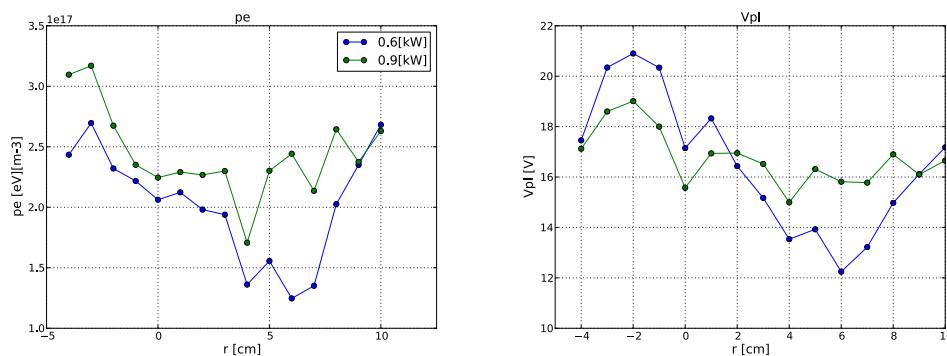 1e17
pe
3.5
3.0
2.5
2.0
1.5
1.0
pe [eV][m-3]
−5
0
5
10
r [cm]
0.6[kW]
0.9[kW]
Vpl
22
20
18
16
14
12
10
Vpl [V]
−4
−2
0
2
4
6
8
10
r [cm]